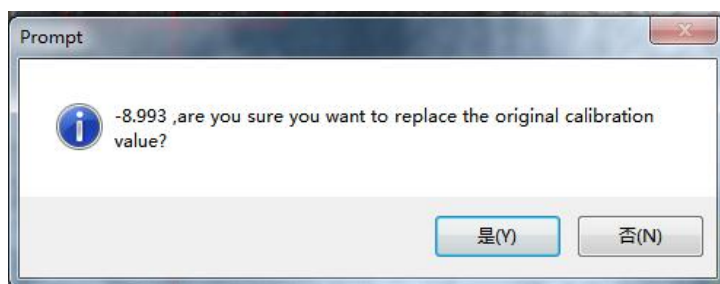 Prompt
-8.993 ,are you sure you want to replace the original calibration
value?
是(Y)
否(N)